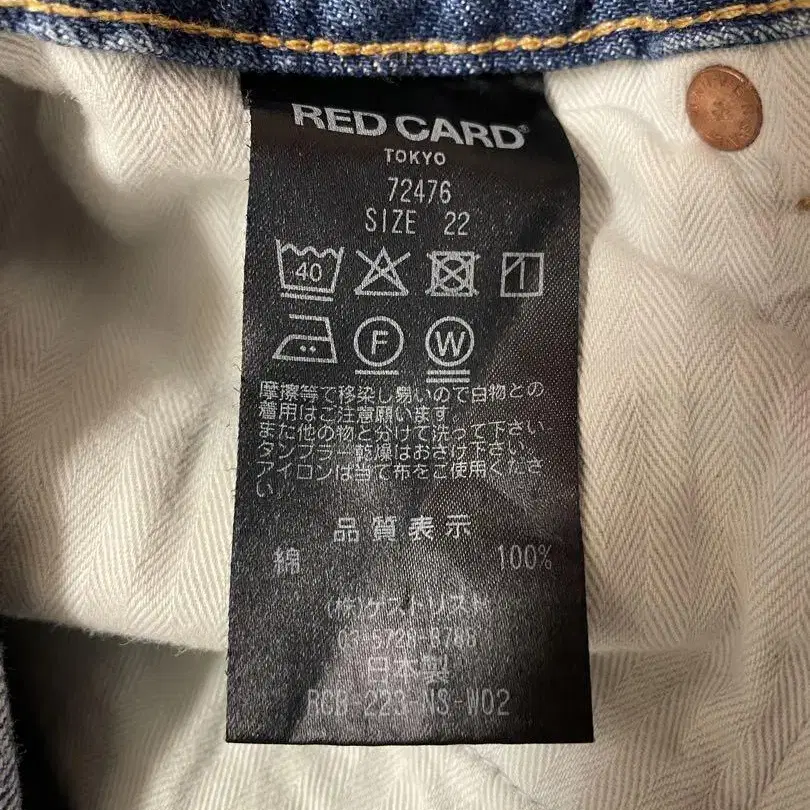 RED CARD®
TOKYO
72476
SIZE 22
40
F W
摩擦等で移染し易いので白物との
着用はご注意願います
また他の物と分けて洗って下さい
タンブラー乾燥はおさけ下さい
アイロンは当て布をご使用くださ
い
品質表示
綿 100%
(株)ゲストリスト
03-6728-8788
日本製
RCB-223-NS-W02